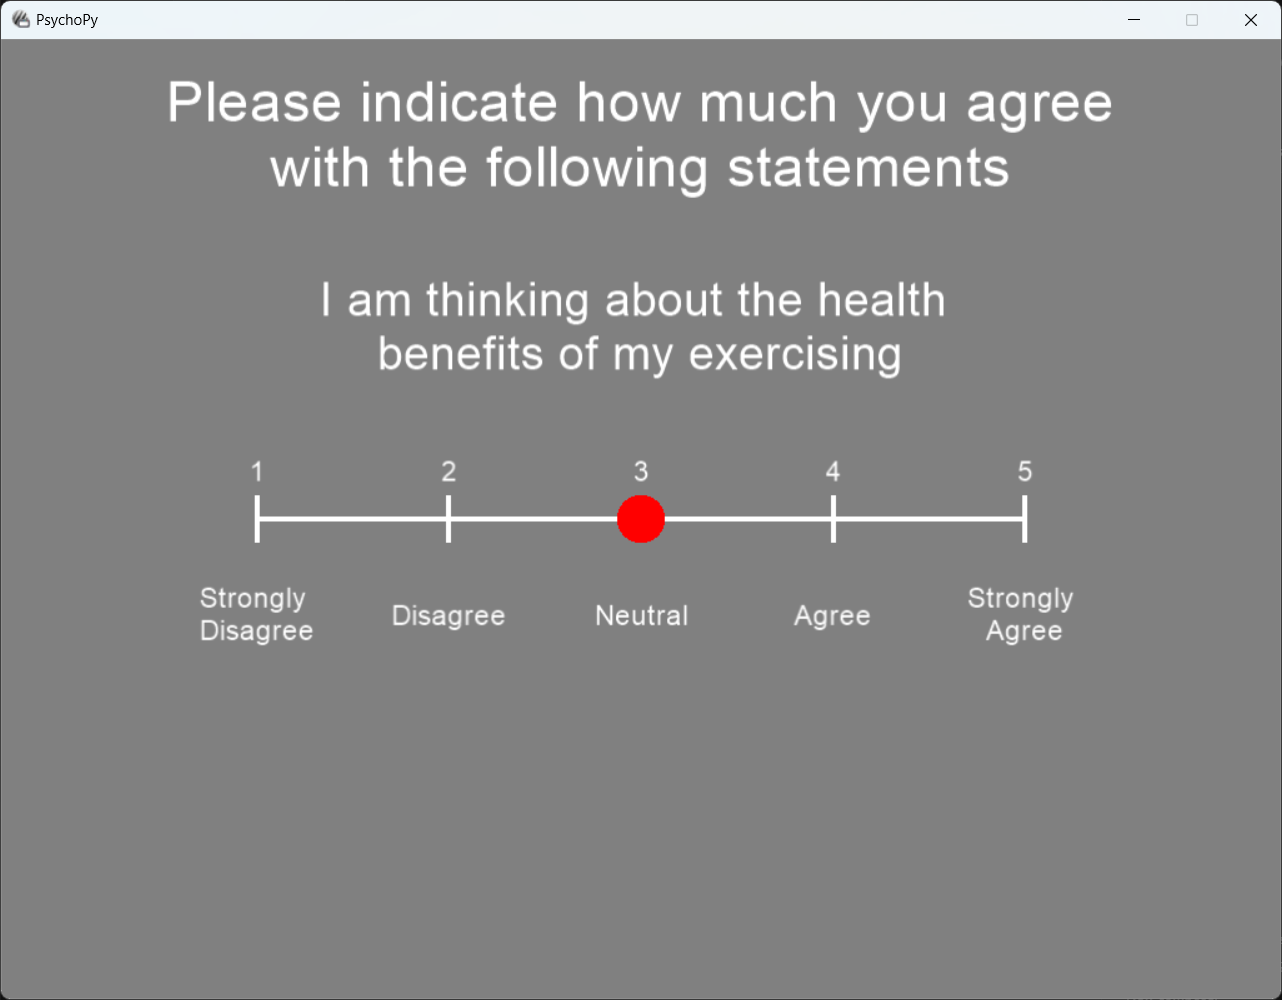 PsychoPy
Please indicate how much you agree
with the following statements
I am thinking about the health
benefits of my exercising
1 2 3 4 5
Strongly
Disagree
Disagree
Neutral
Agree
Strongly
Agree